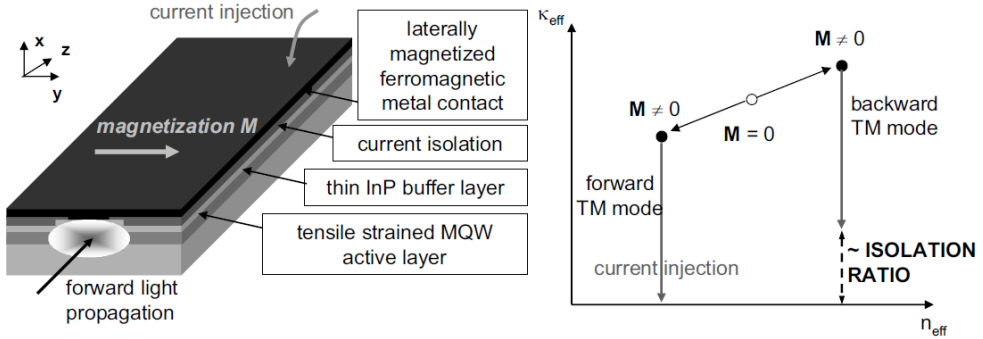 current injection
x
z
y
magnetization M
laterally
magnetized
ferromagnetic
metal contact
current isolation
thin InP buffer layer
tensile strained MQW
active layer
forward light
propagation
κeff
M ≠ 0
M ≠ 0
M = 0
backward
TM mode
forward
TM mode
current injection
~ ISOLATION
RATIO
neff